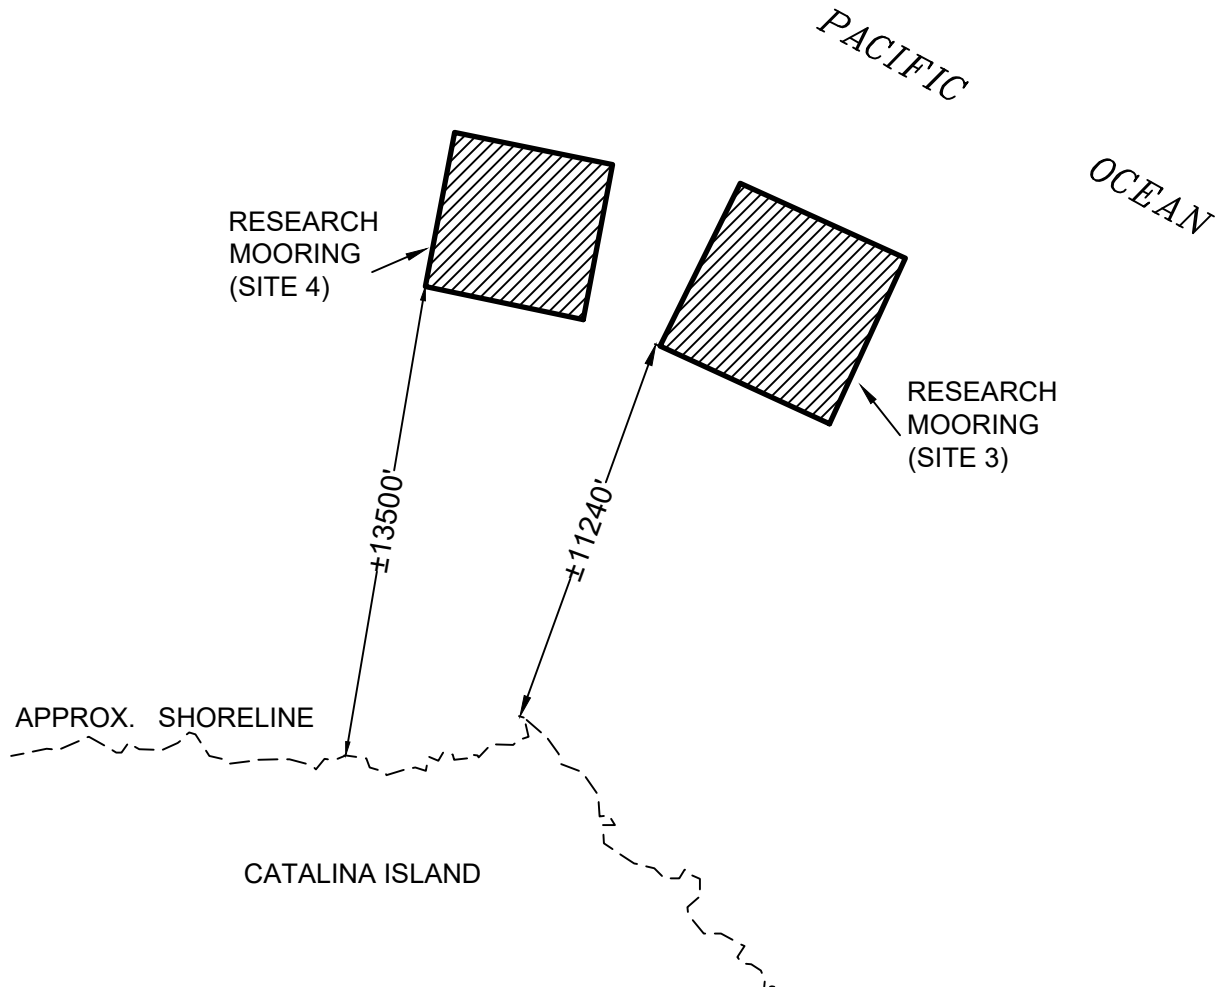 PACIFIC
OCEAN
RESEARCH
MOORING
(SITE 4)
RESEARCH
MOORING
(SITE 3)
±13500'
±11240'
APPROX. SHORELINE
CATALINA ISLAND